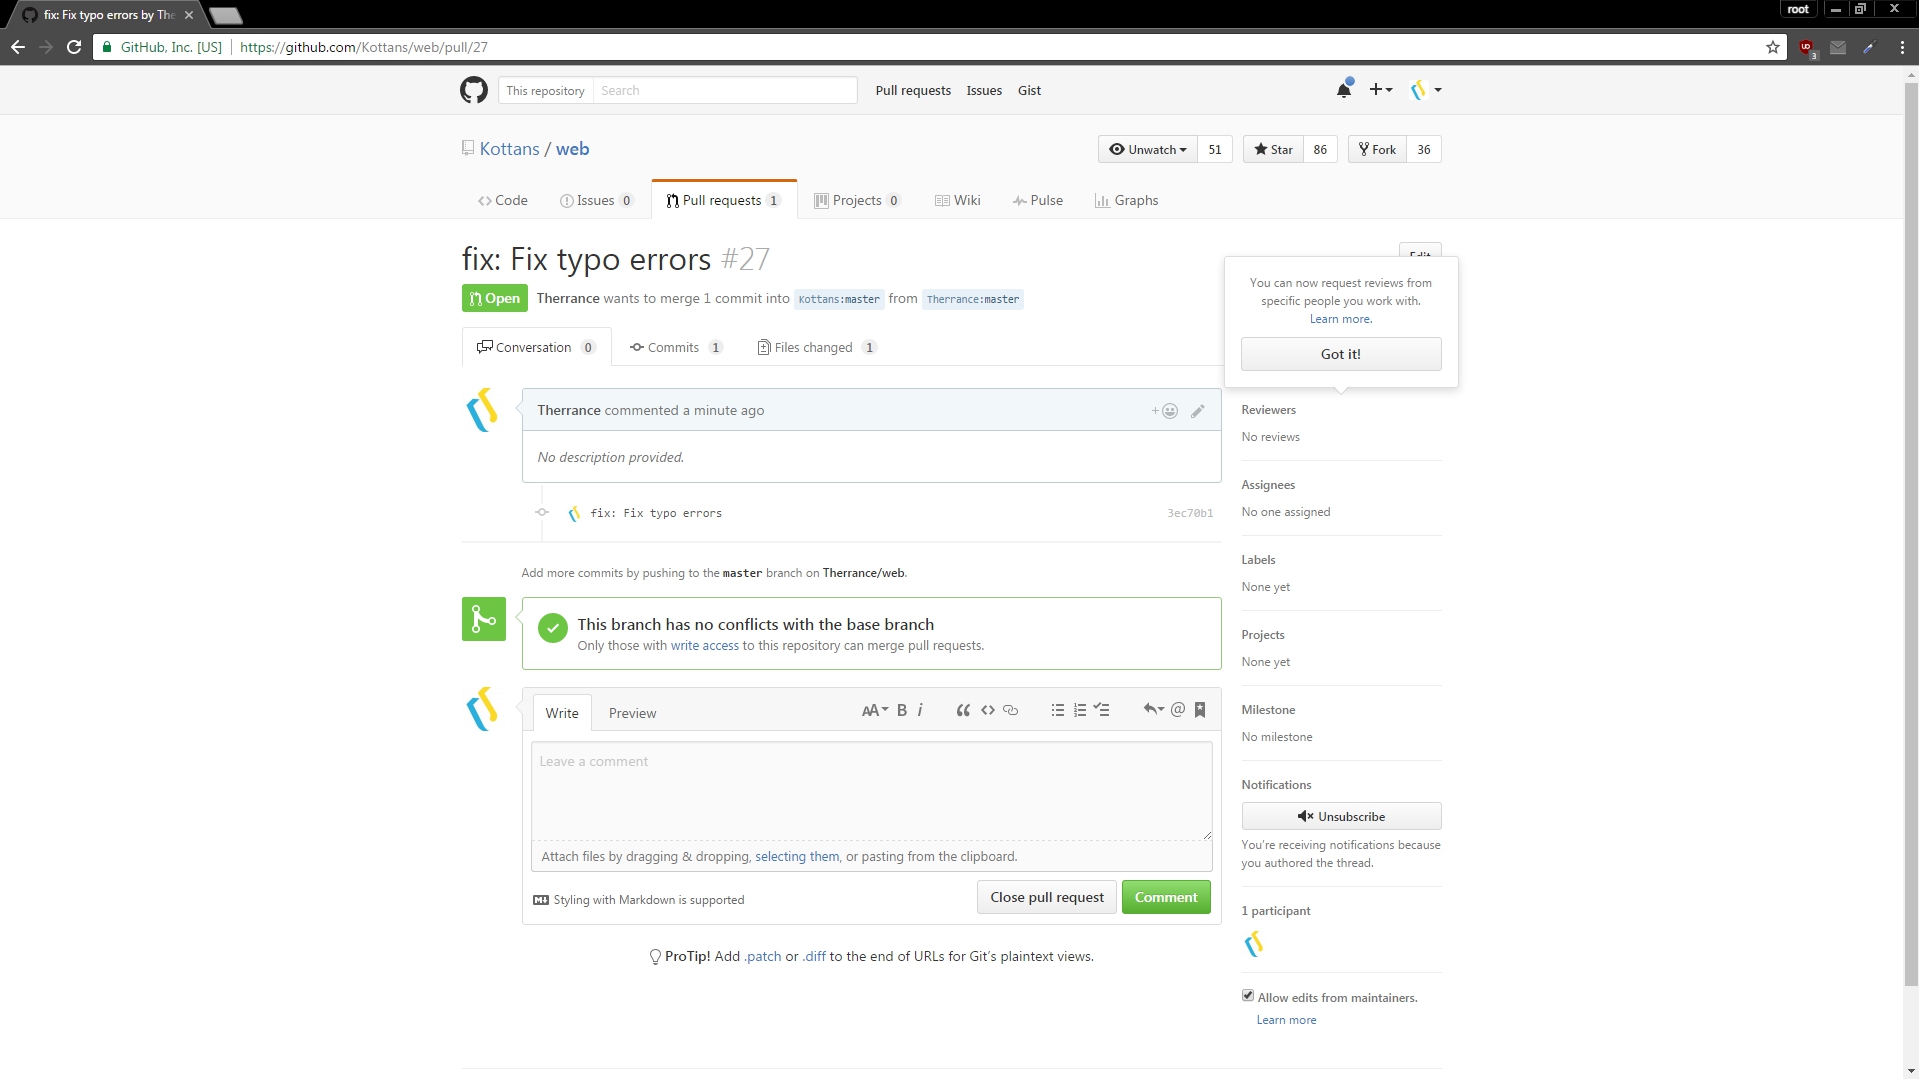 fix: Fix typo errors by The
root
GitHub, Inc. [US] https://github.com/Kottans/web/pull/27
3
This repository Search Pull requests Issues Gist
Kottans / web
Unwatch 51 Star 86 Fork 36
Code Issues 0 Pull requests 1 Projects 0 Wiki Pulse Graphs
fix: Fix typo errors #27
Edit
Open Therrance wants to merge 1 commit into Kottans:master from Therrance:master
You can now request reviews from
specific people you work with.
Learn more.
Got it!
Conversation 0 Commits 1 Files changed 1
Therrance commented a minute ago
No description provided.
fix: Fix typo errors 3ec70b1
Add more commits by pushing to the master branch on Therrance/web.
This branch has no conflicts with the base branch
Only those with write access to this repository can merge pull requests.
Write Preview AA B i
Leave a comment
Attach files by dragging & dropping, selecting them, or pasting from the clipboard.
Styling with Markdown is supported
Close pull request Comment
ProTip! Add .patch or .diff to the end of URLs for Git’s plaintext views.
Reviewers
No reviews
Assignees
No one assigned
Labels
None yet
Projects
None yet
Milestone
No milestone
Notifications
Unsubscribe
You’re receiving notifications because
you authored the thread.
1 participant
Allow edits from maintainers.
Learn more